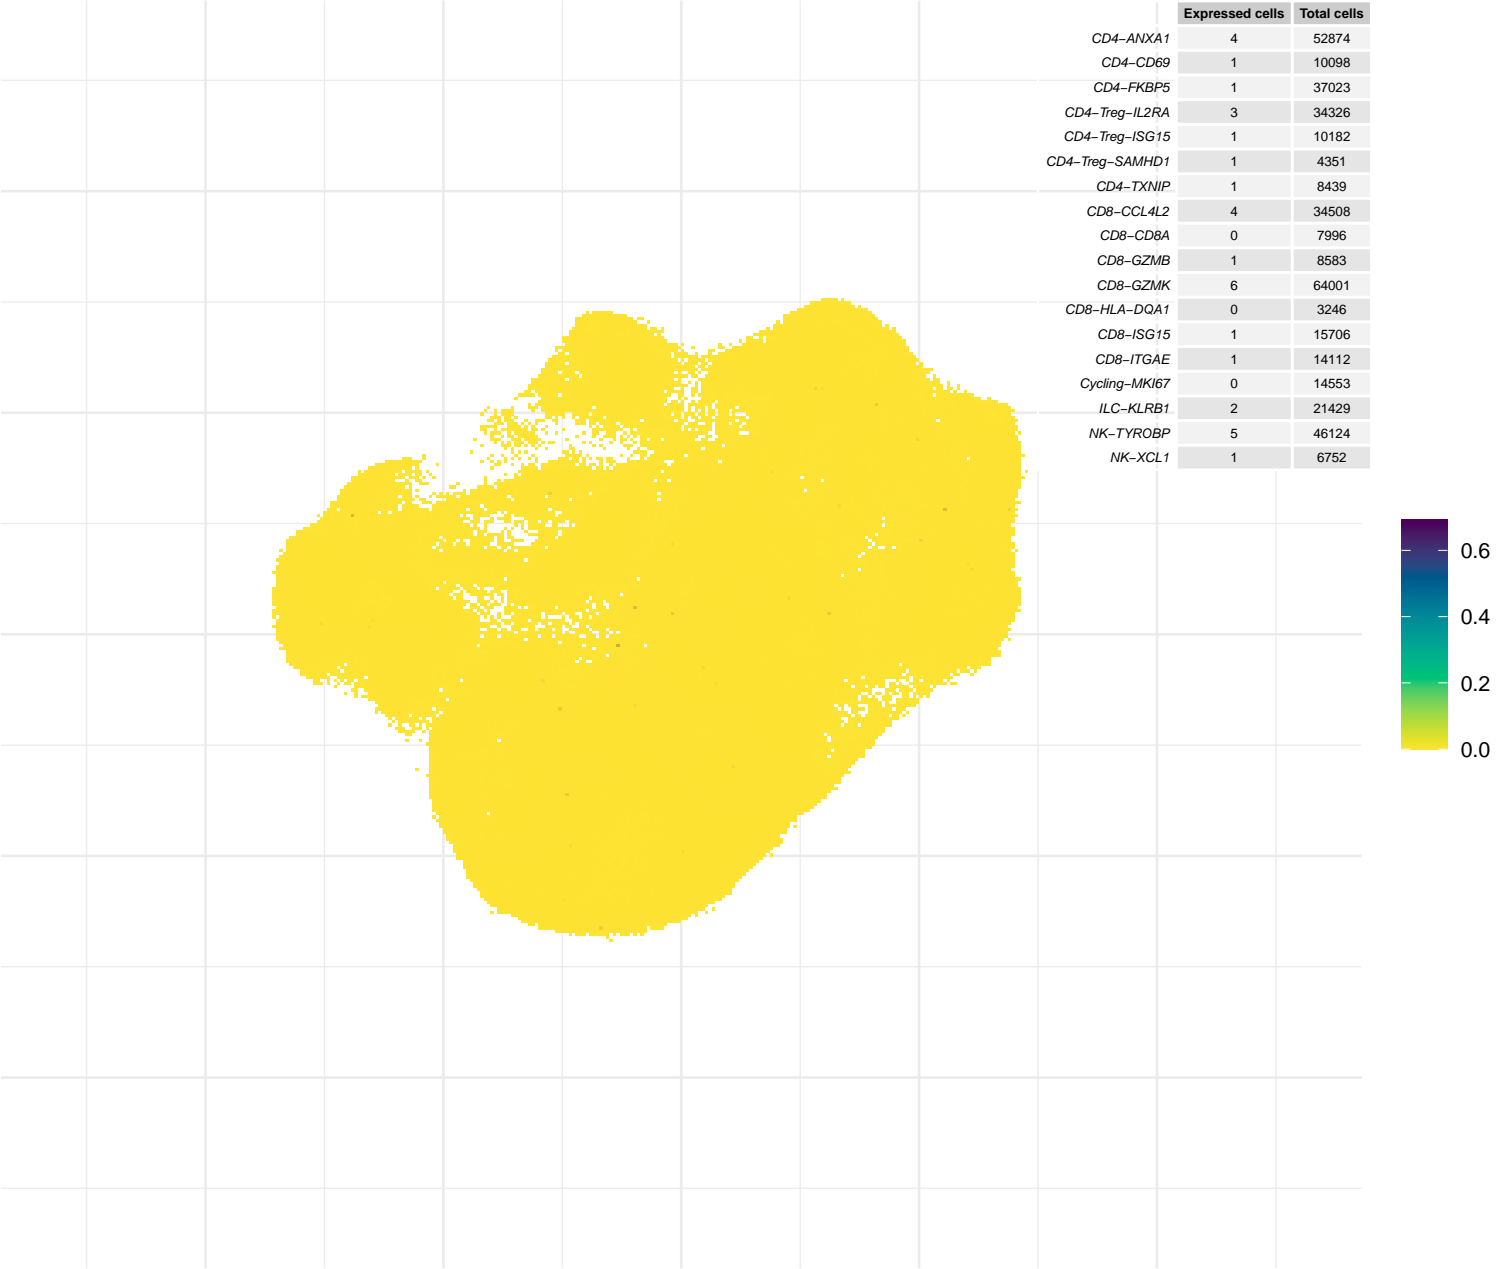 Expressed cells Total cells
CD4−ANXA1 4 52874
CD4−CD69 1 10098
CD4−FKBP5 1 37023
CD4−Treg−IL2RA 3 34326
CD4−Treg−ISG15 1 10182
CD4−Treg−SAMHD1 1 4351
CD4−TXNIP 1 8439
CD8−CCL4L2 4 34508
CD8−CD8A 0 7996
CD8−GZMB 1 8583
CD8−GZMK 6 64001
CD8−HLA−DQA1 0 3246
CD8−ISG15 1 15706
CD8−ITGAE 1 14112
Cycling−MKI67 0 14553
ILC−KLRB1 2 21429
NK−TYROBP 5 46124
NK−XCL1 1 6752
0.6
0.4
0.2
0.0